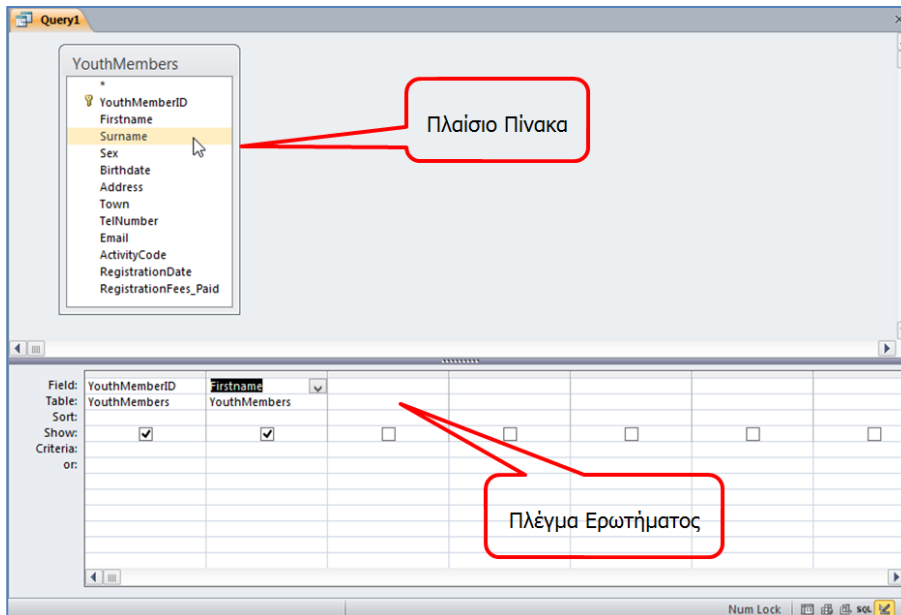 Query1
YouthMembers
*
YouthMemberID
Firstname
Surname
Sex
Birthdate
Address
Town
TelNumber
Email
ActivityCode
RegistrationDate
RegistrationFees_Paid
Πλαίσιο Πίνακα
Field: YouthMemberID Firstname
Table: YouthMembers YouthMembers
Sort:
Show:
Criteria:
or:
Πλέγμα Ερωτήματος
Num Lock SQL